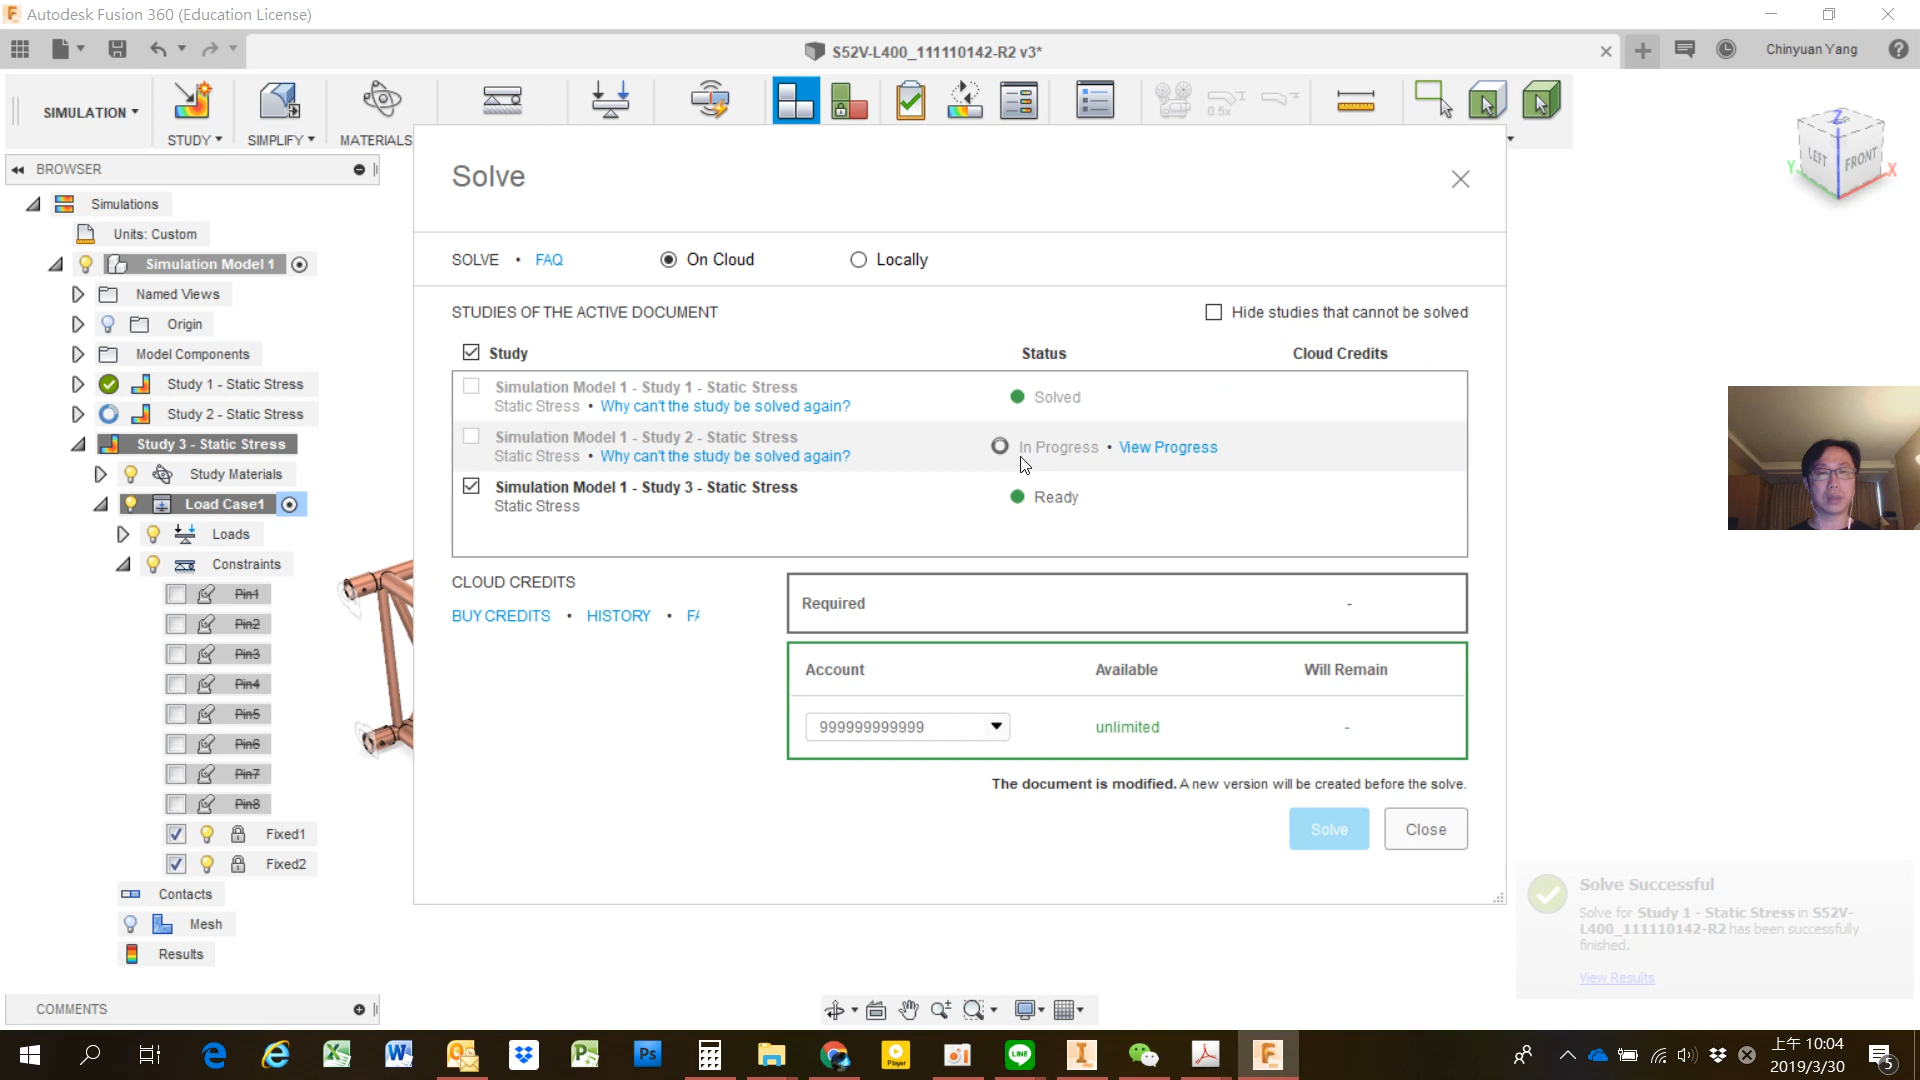 Autodesk Fusion 360 (Education License)
S52V-L400_111110142-R2 v3*
Chinyuan Yang
SIMULATION
STUDY
SIMPLIFY
MATERIALS
0.5x
Z
LEFT
FRONT
Y
X
BROWSER
Simulations
Units: Custom
Simulation Model 1
Named Views
Origin
Model Components
Study 1 - Static Stress
Study 2 - Static Stress
Study 3 - Static Stress
Study Materials
Load Case1
Loads
Constraints
Pin1
Pin2
Pin3
Pin4
Pin5
Pin6
Pin7
Pin8
Fixed1
Fixed2
Contacts
Mesh
Results
COMMENTS
Solve
SOLVE • FAQ
On Cloud
Locally
STUDIES OF THE ACTIVE DOCUMENT
Hide studies that cannot be solved
Study Status Cloud Credits
Simulation Model 1 - Study 1 - Static Stress
Static Stress • Why can't the study be solved again?
Solved
Simulation Model 1 - Study 2 - Static Stress
Static Stress • Why can't the study be solved again?
In Progress • View Progress
Simulation Model 1 - Study 3 - Static Stress
Static Stress
Ready
CLOUD CREDITS
BUY CREDITS • HISTORY •
Required -
Account Available Will Remain
999999999999 unlimited -
The document is modified. A new version will be created before the solve.
Solve
Close
Solve Successful
Solve for Study 1 - Static Stress in S52V-
L400_111110142-R2 has been successfully
finished.
View Results
Ps
Player
LINE
上午 10:04
2019/3/30
5